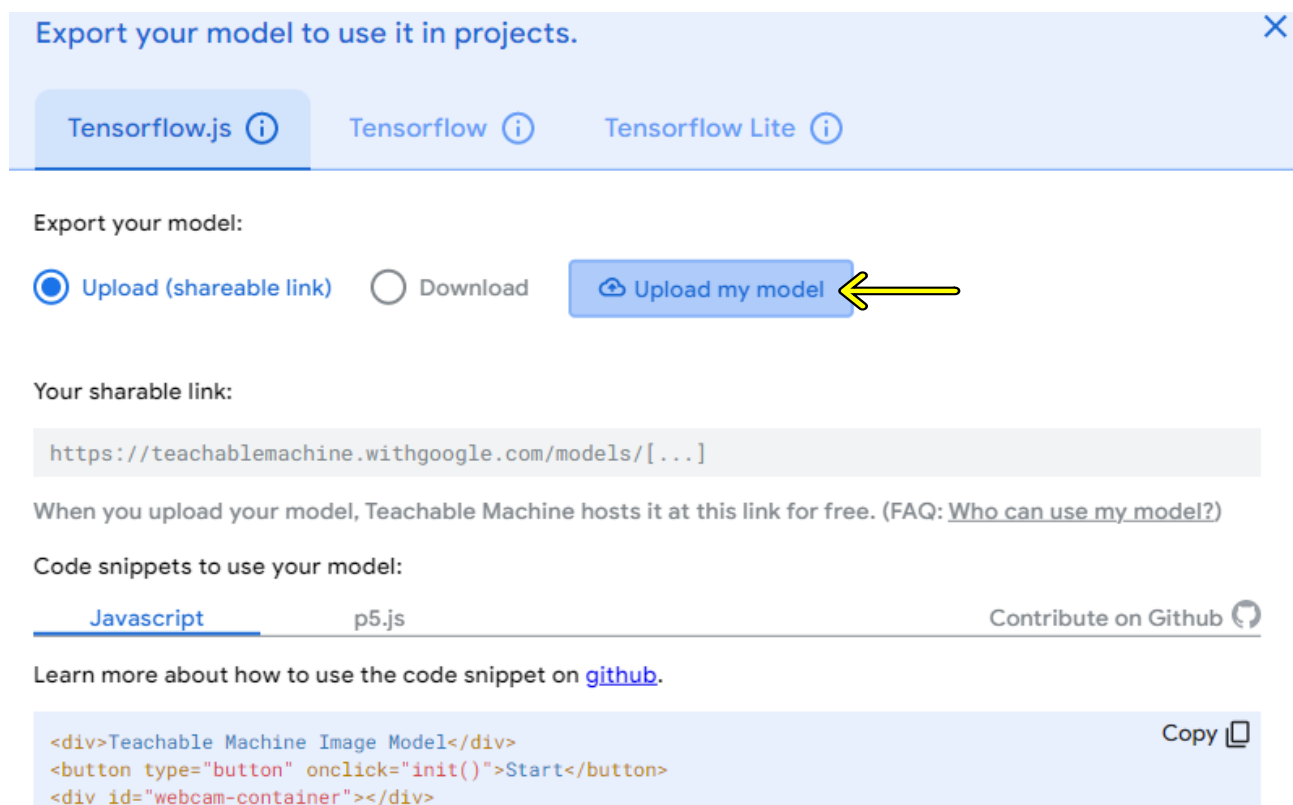 Export your model to use it in projects.
Tensorflow.js Tensorflow Tensorflow Lite
Export your model:
Upload (shareable link) Download Upload my model
Your sharable link:
https://teachablemachine.withgoogle.com/models/[...]
When you upload your model, Teachable Machine hosts it at this link for free. (FAQ: Who can use my model?)
Code snippets to use your model:
Javascript p5.js Contribute on Github
Learn more about how to use the code snippet on github.
Copy
<div>Teachable Machine Image Model</div>
<button type="button" onclick="init()">Start</button>
<div id="webcam-container"></div>